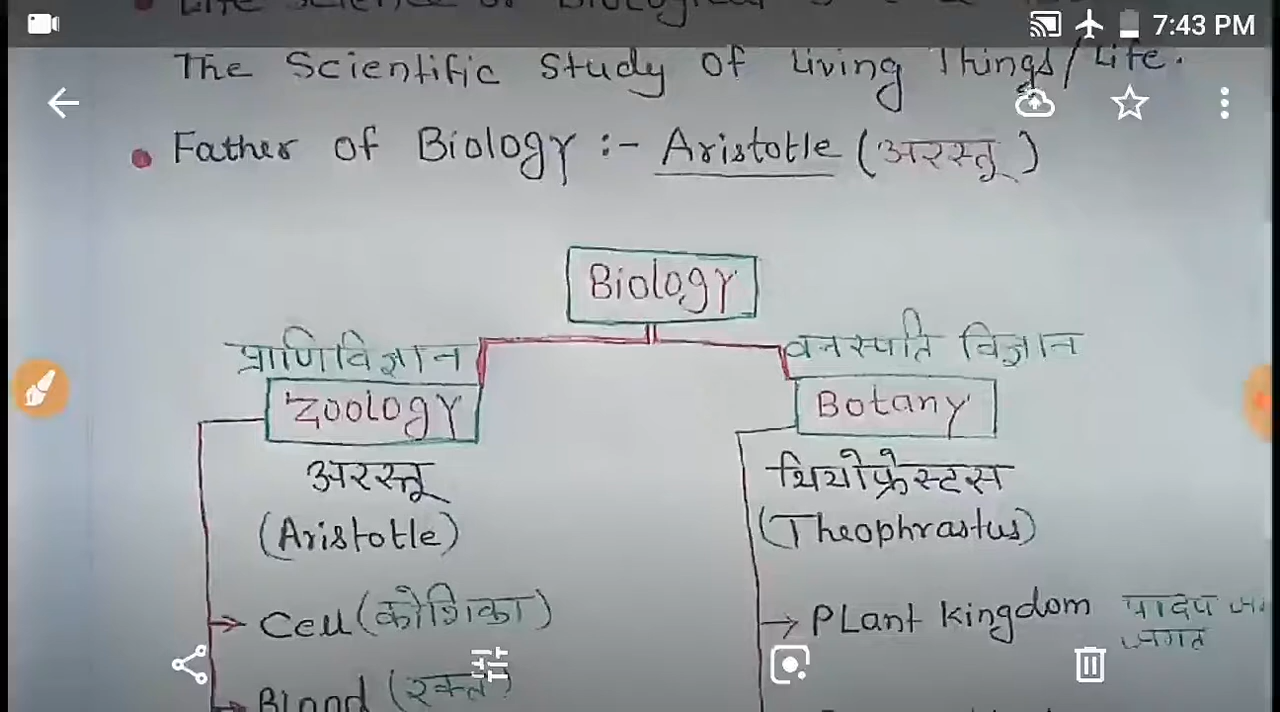 7:43 PM
The Scientific Study Of Living Things/Life.
Father of Biology :- Aristotle (अरस्तू)
Biology
प्राणिविज्ञान
वनस्पति विज्ञान
Zoology
Botany
अरस्तू
थियोफ्रेस्टस
(Aristotle)
(Theophrastus)
Cell (कोशिका)
Plant Kingdom पादप
जगत
Blood (रक्त)